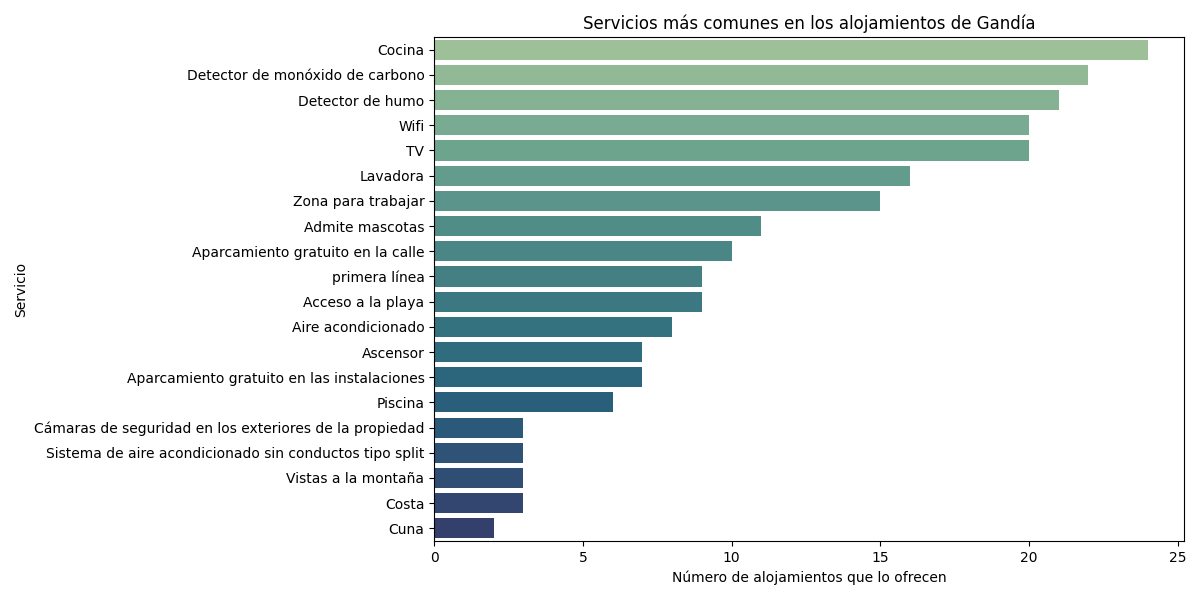 Servicios más comunes en los alojamientos de Gandía
Servicio
Cocina
Detector de monóxido de carbono
Detector de humo
Wifi
TV
Lavadora
Zona para trabajar
Admite mascotas
Aparcamiento gratuito en la calle
primera línea
Acceso a la playa
Aire acondicionado
Ascensor
Aparcamiento gratuito en las instalaciones
Piscina
Cámaras de seguridad en los exteriores de la propiedad
Sistema de aire acondicionado sin conductos tipo split
Vistas a la montaña
Costa
Cuna
0 5 10 15 20 25
Número de alojamientos que lo ofrecen